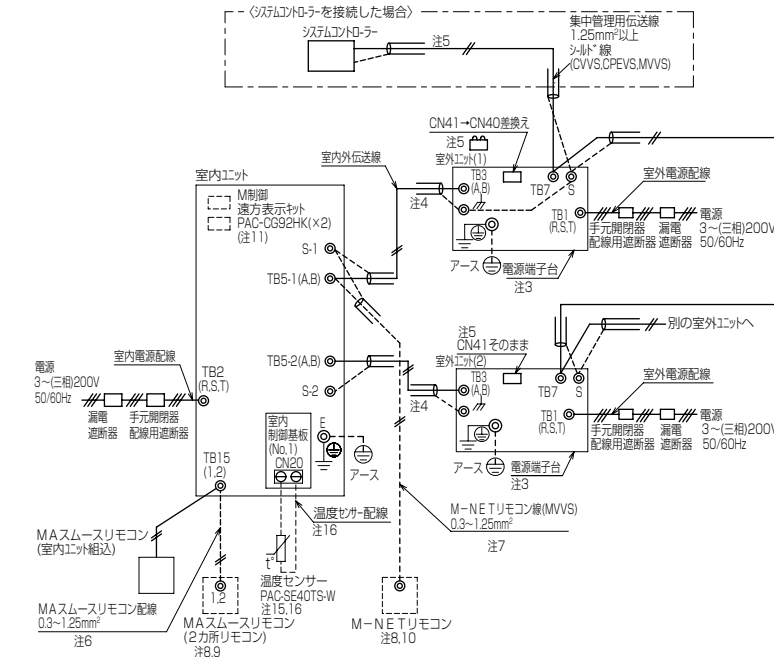 〈システムコントローラーを接続した場合〉
システムコントローラー
注5
集中管理用伝送線
1.25mm²以上
シールド線
(CVVS,CPEVS,MVVS)
CN41→CN40差換え
注5
室外ユニット(1)
室内外伝送線
TB3
(A,B)
TB7
S
注4
TB1
(R,S,T)
室外電源配線
手元開閉器
配線用遮断器
漏電
遮断器
電源
3~(三相)200V
50/60Hz
アース
電源端子台
注3
室内ユニット
M制御
遠方表示キット
PAC-CG92HK(×2)
(注11)
S-1
TB5-1(A,B)
TB5-2(A,B)
S-2
注5
CN41そのまま
室外ユニット(2)
別の室外ユニットへ
TB3
(A,B)
TB7
S
注4
TB1
(R,S,T)
室外電源配線
手元開閉器
配線用遮断器
漏電
遮断器
電源
3~(三相)200V
50/60Hz
アース
電源端子台
注3
電源
3~(三相)200V
50/60Hz
室内電源配線
漏電
遮断器
手元開閉器
配線用遮断器
TB2
(R,S,T)
室内
制御基板
(No,1)
CN20
E
アース
TB15
(1,2)
温度センサー配線
注16
M-NETリモコン線(MVVS)
0.3~1.25mm²
注7
MAスムースリモコン
(室内ユニット組込)
t°
温度センサー
PAC-SE40TS-W
注15,16
1,2
MAスムースリモコン配線
0.3~1.25mm²
注6
MAスムースリモコン
(2カ所リモコン)
注8,9
M-NETリモコン
注8,10